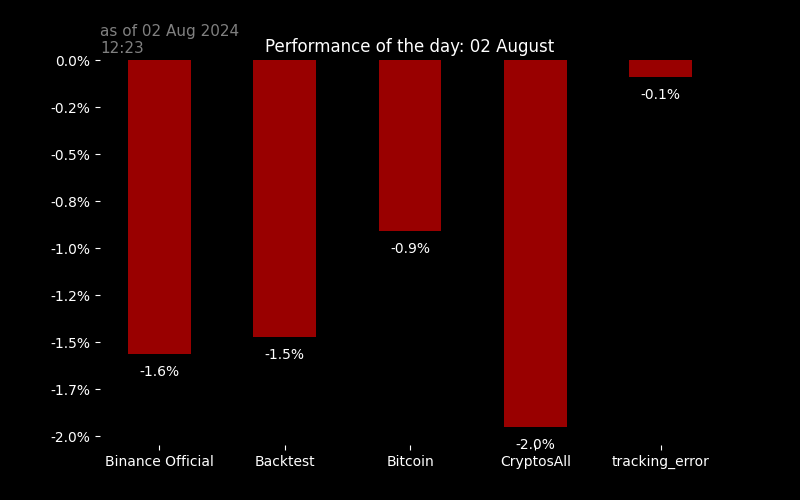 as of 02 Aug 2024
12:23
Performance of the day: 02 August
0.0%
-0.2%
-0.5%
-0.8%
-1.0%
-1.2%
-1.5%
-1.7%
-2.0%
-1.6%
-1.5%
-0.9%
-2.0%
-0.1%
Binance Official
Backtest
Bitcoin
CryptosAll
tracking_error